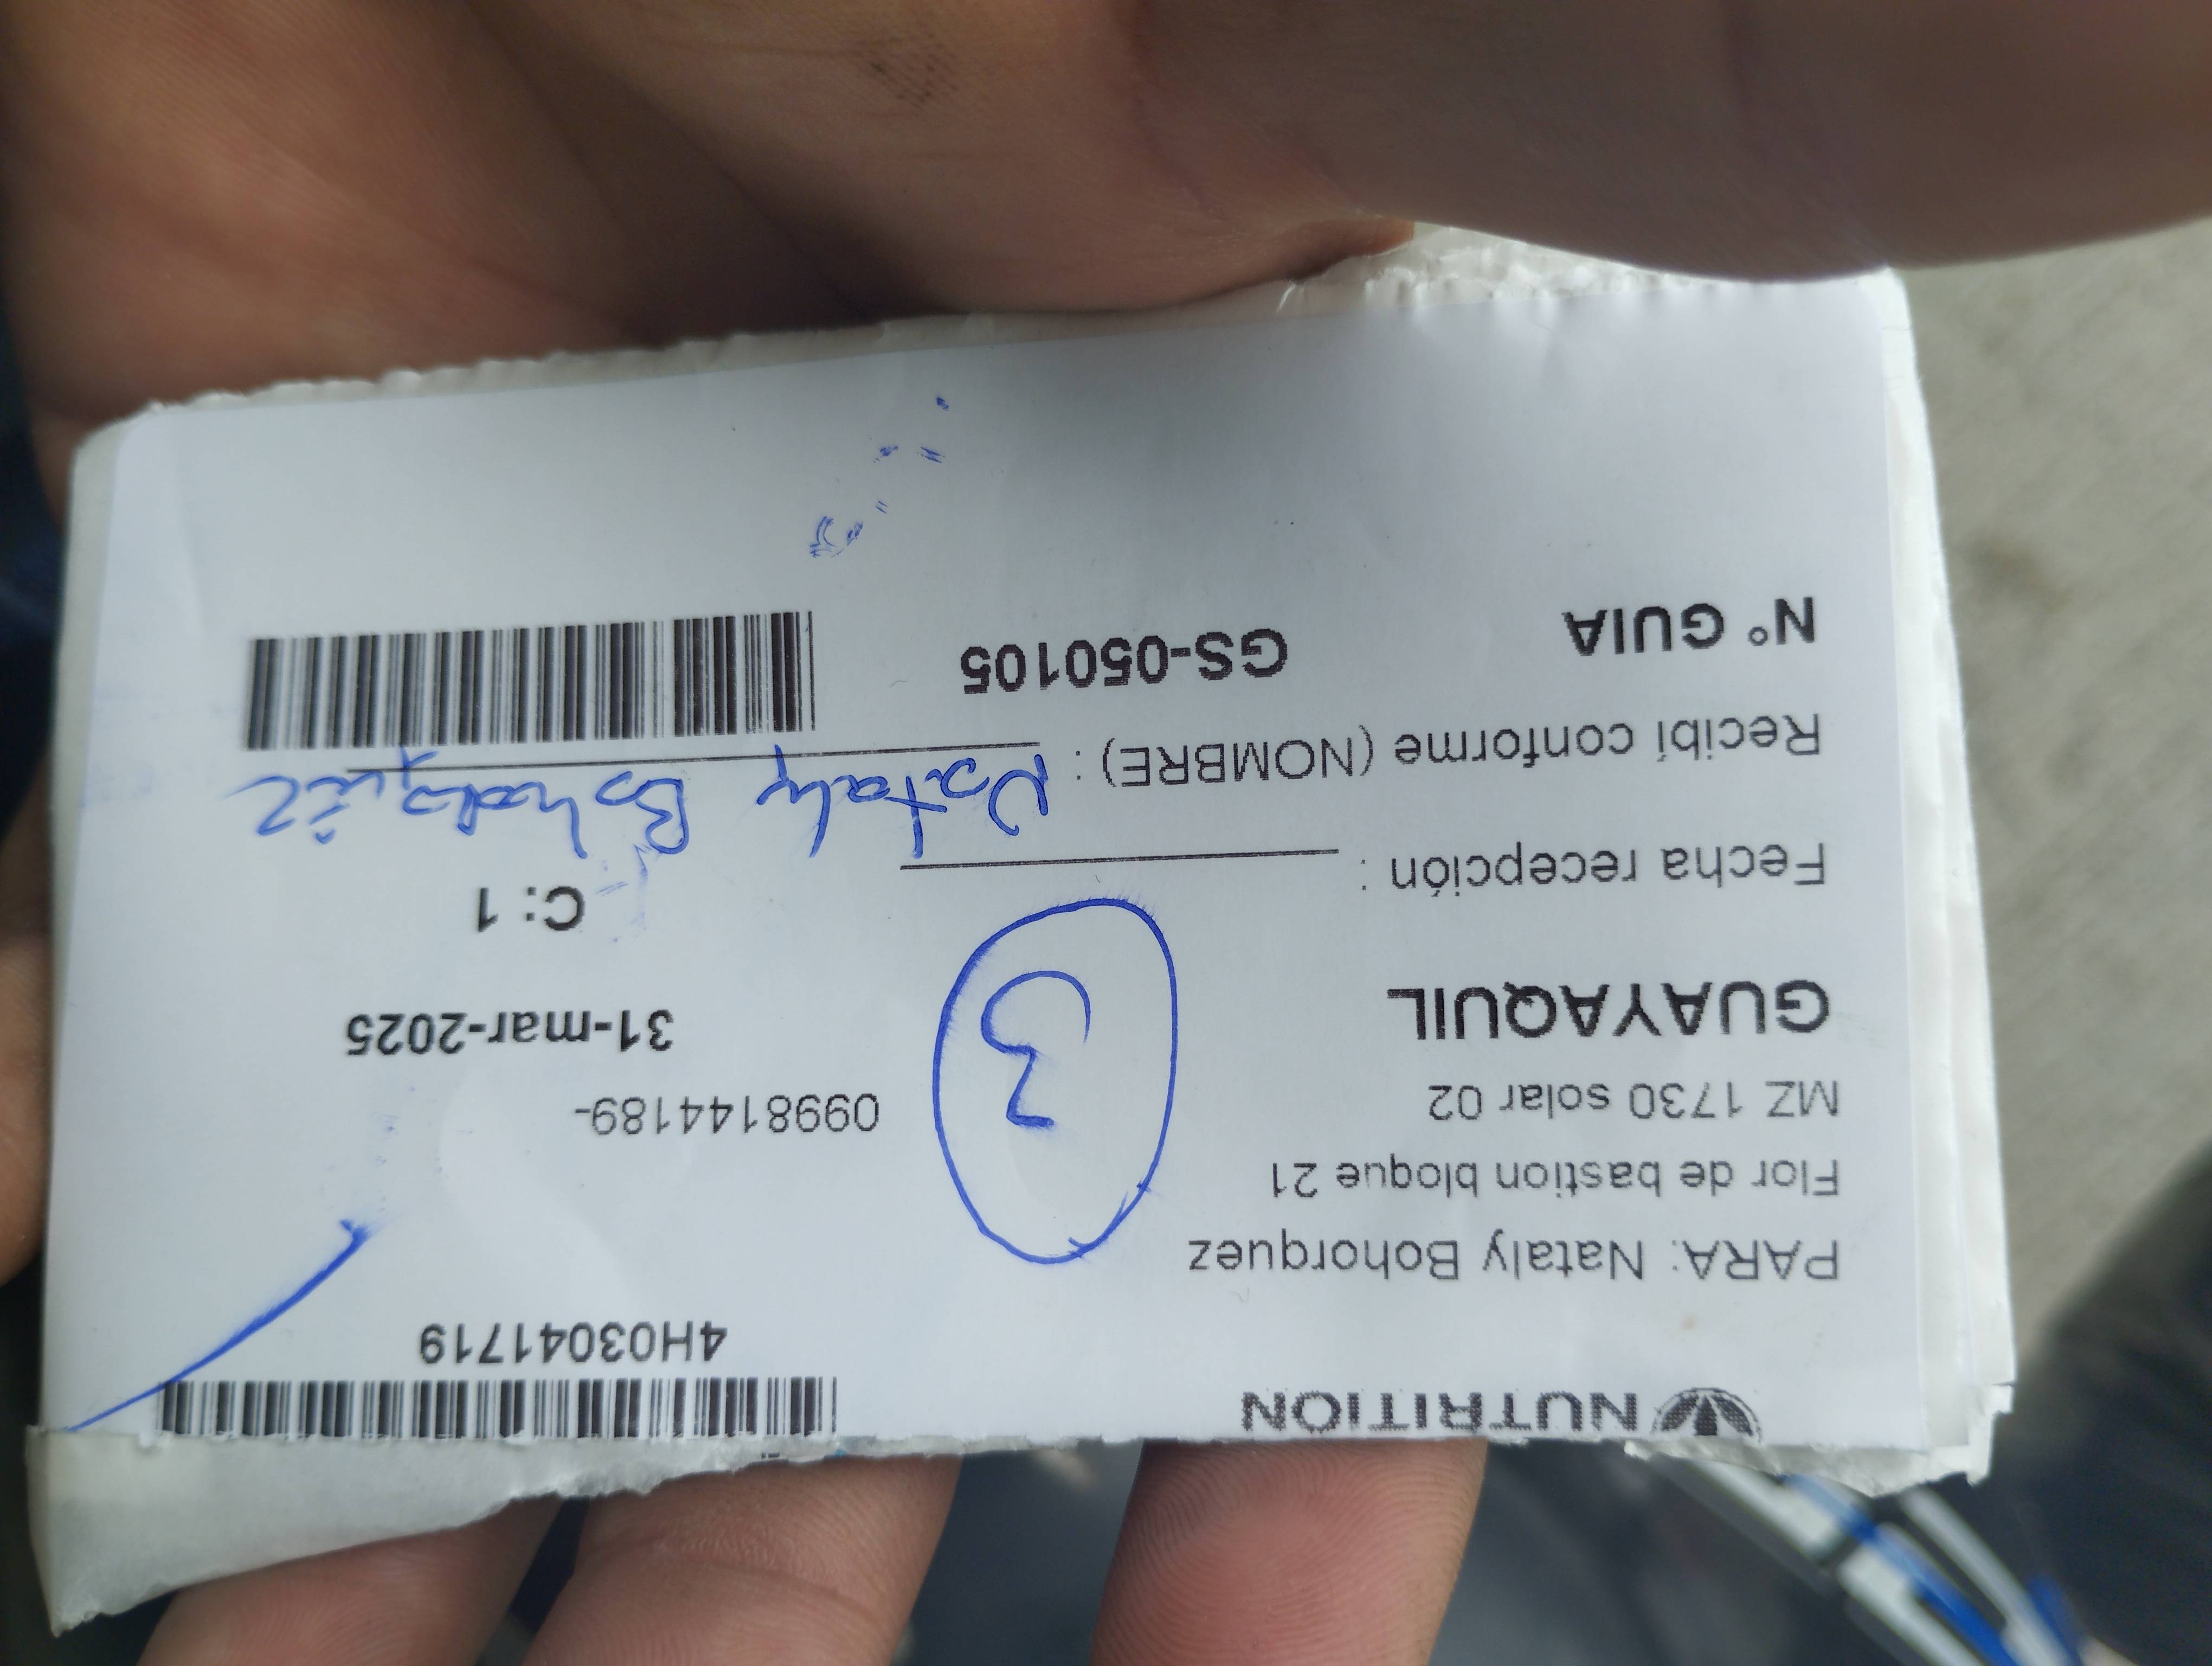 NUTRITION
4H03041719
PARA: Nataly Bohorquez
Flor de bastion bloque 21
MZ 1730 solar 02
0998144189-
3
GUAYAQUIL
31-mar-2025
C: 1
Fecha recepción :
Recibí conforme (NOMBRE) : Nataly Bohorquez
N° GUIA GS-050105